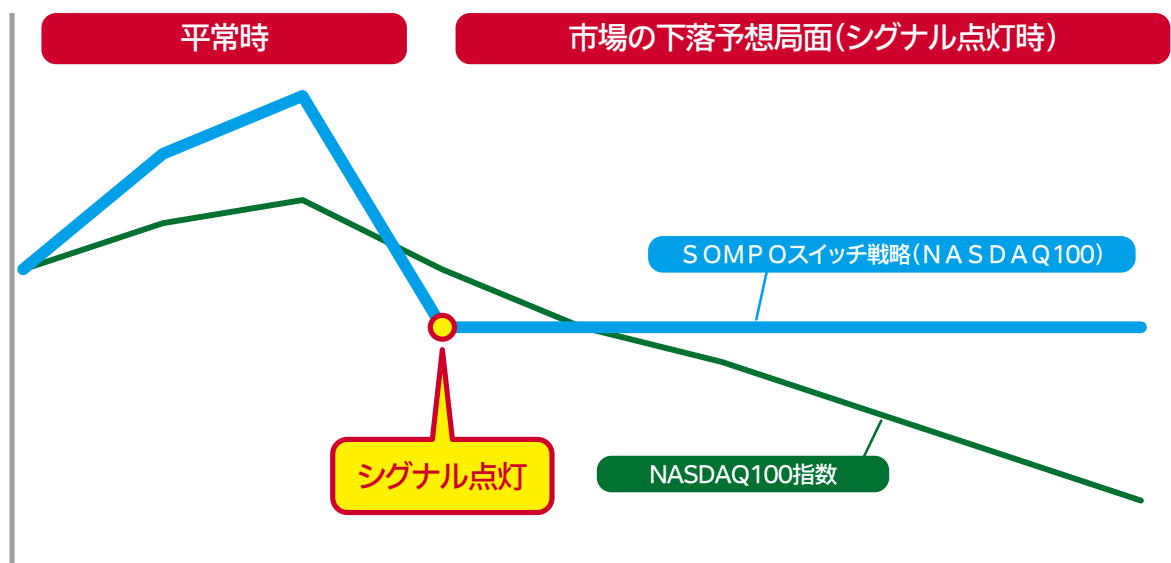 平常時
市場の下落予想局面(シグナル点灯時)
SOMPOスイッチ戦略(NASDAQ100)
シグナル点灯
NASDAQ100指数